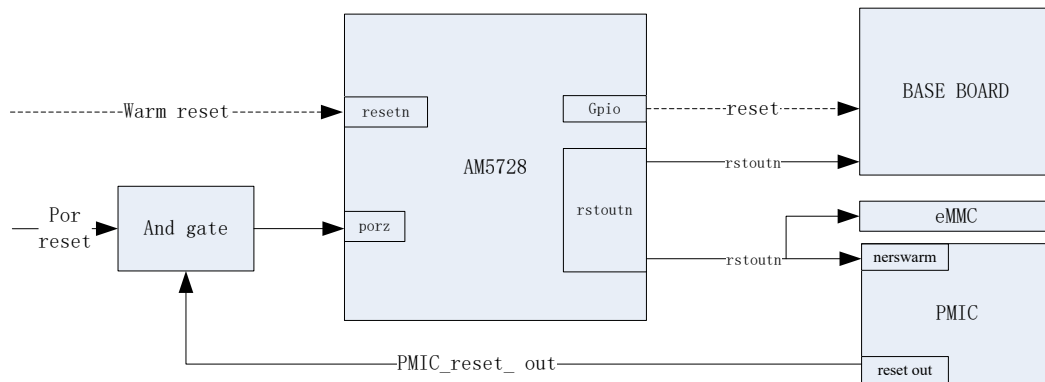 BASE BOARD
Warm reset
resetn
Gpio
reset
AM5728
rstoutn
rstoutn
Por
reset
And gate
porz
eMMC
rstoutn
nerswarm
PMIC
PMIC_reset_ out
reset out